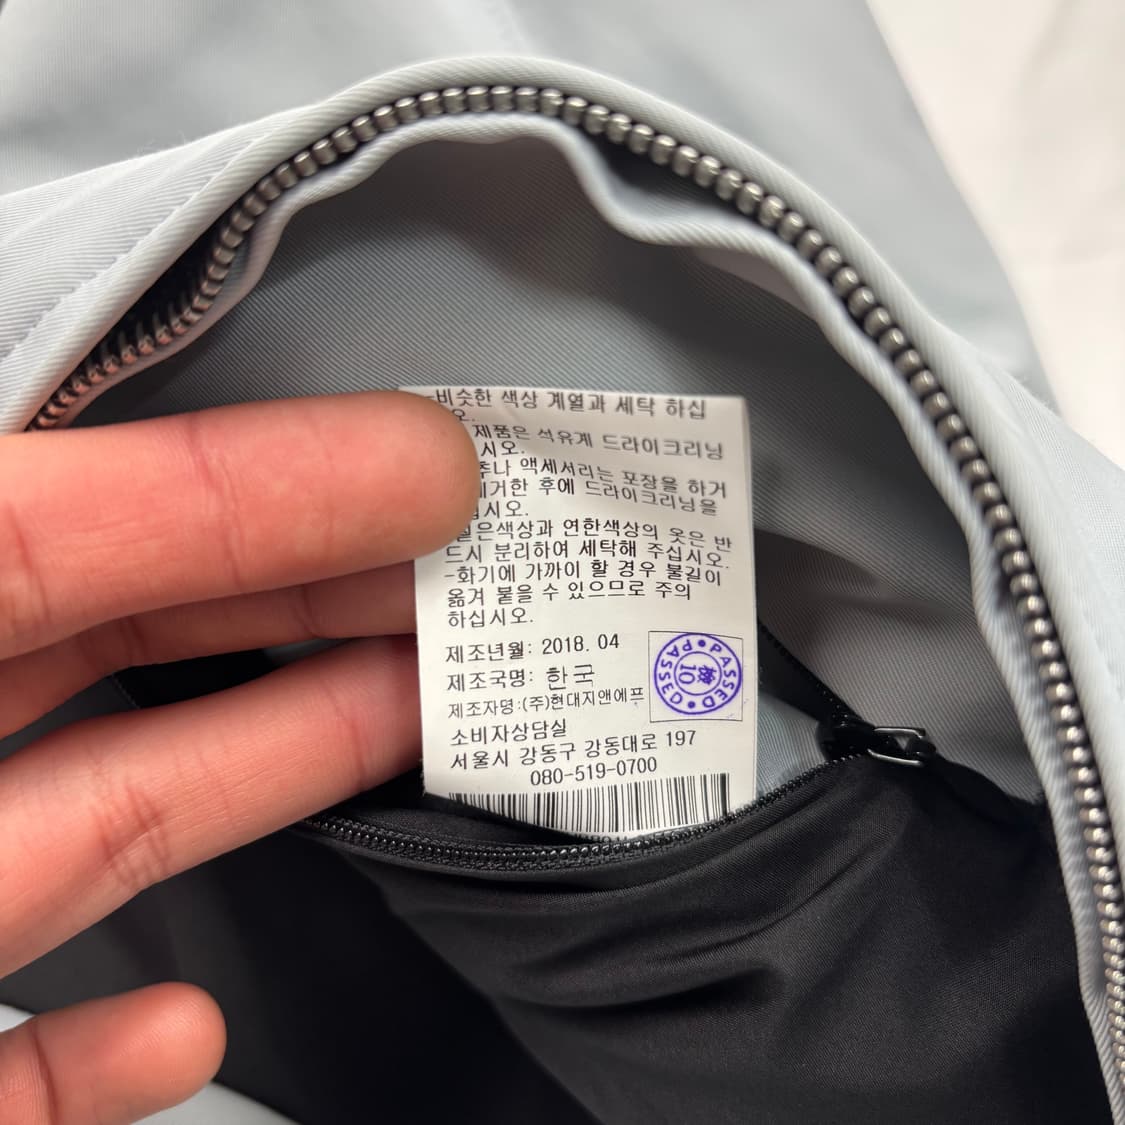 -비슷한 색상 계열과 세탁 하십
오.
제품은 석유계 드라이크리닝
시오.
추나 액세서리는 포장을 하거
거한 후에 드라이크리닝을
십시오.
은색상과 연한색상의 옷은 반
드시 분리하여 세탁해 주십시오.
-화기에 가까이 할 경우 불길이
옮겨 붙을 수 있으므로 주의
하십시오.
제조년월: 2018. 04
제조국명: 한국
제조자명:(주)현대지앤에프
소비자상담실
서울시 강동구 강동대로 197
080-519-0700
PASSED
10
PASSED